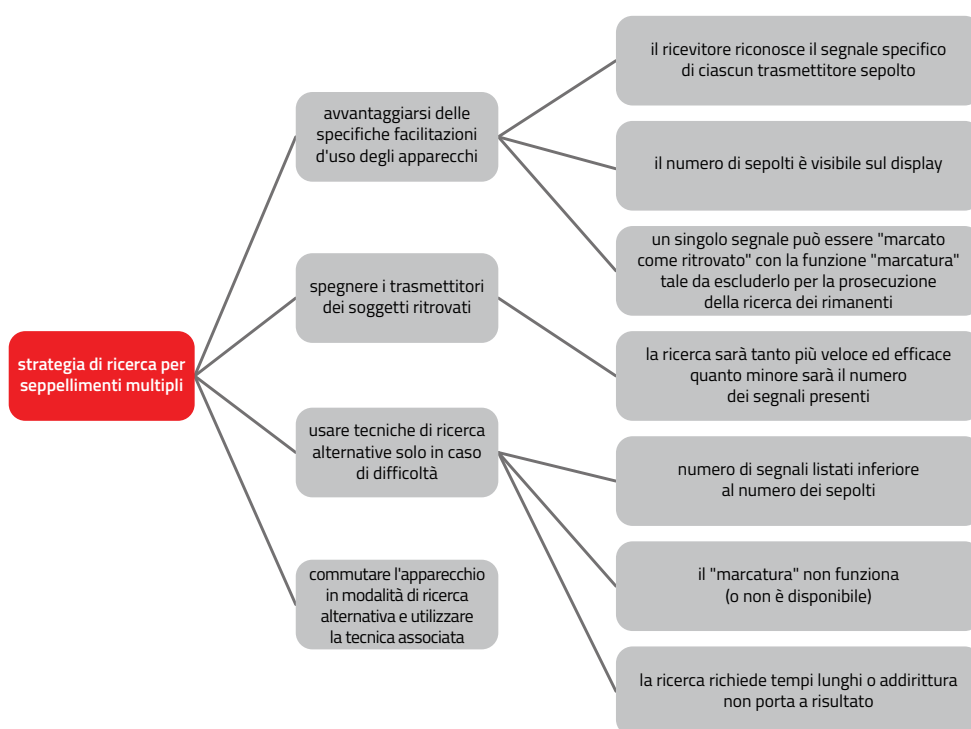 strategia di ricerca per
seppellimenti multipli
avvantaggiarsi delle
specifiche facilitazioni
d'uso degli apparecchi
il ricevitore riconosce il segnale specifico
di ciascun trasmettitore sepolto
il numero di sepolti è visibile sul display
un singolo segnale può essere "marcato
come ritrovato" con la funzione "marcatura"
tale da escluderlo per la prosecuzione
della ricerca dei rimanenti
spegnere i trasmettitori
dei soggetti ritrovati
la ricerca sarà tanto più veloce ed efficace
quanto minore sarà il numero
dei segnali presenti
usare tecniche di ricerca
alternative solo in caso
di difficoltà
numero di segnali listati inferiore
al numero dei sepolti
il "marcatura" non funziona
(o non è disponibile)
la ricerca richiede tempi lunghi o addirittura
non porta a risultato
commutare l'apparecchio
in modalità di ricerca
alternativa e utilizzare
la tecnica associata